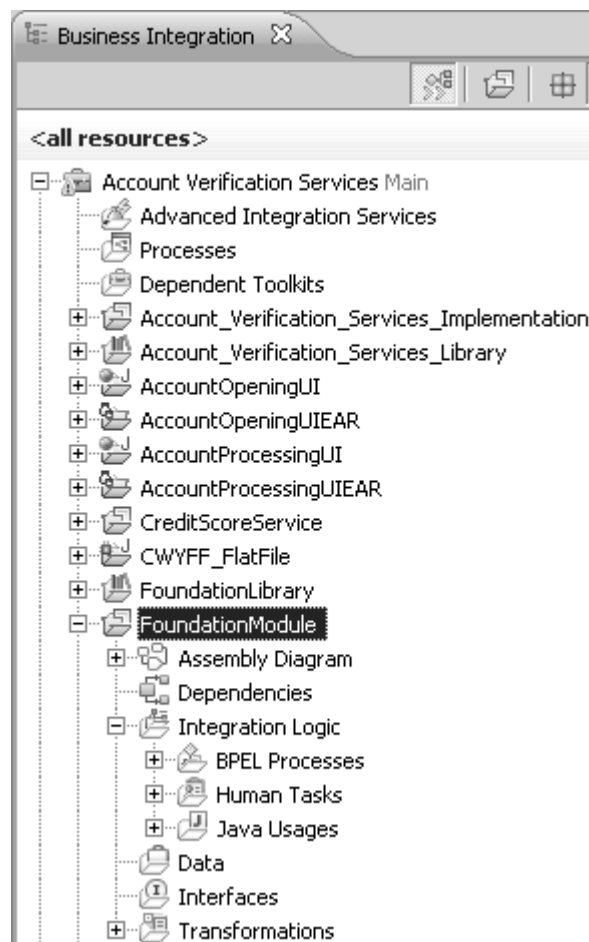 Business Integration
<all resources>
Account Verification Services Main
Advanced Integration Services
Processes
Dependent Toolkits
Account_Verification_Services_Implementation
Account_Verification_Services_Library
AccountOpeningUI
AccountOpeningUIEAR
AccountProcessingUI
AccountProcessingUIEAR
CreditScoreService
CWYFF_FlatFile
FoundationLibrary
FoundationModule
Assembly Diagram
Dependencies
Integration Logic
BPEL Processes
Human Tasks
Java Usages
Data
Interfaces
Transformations